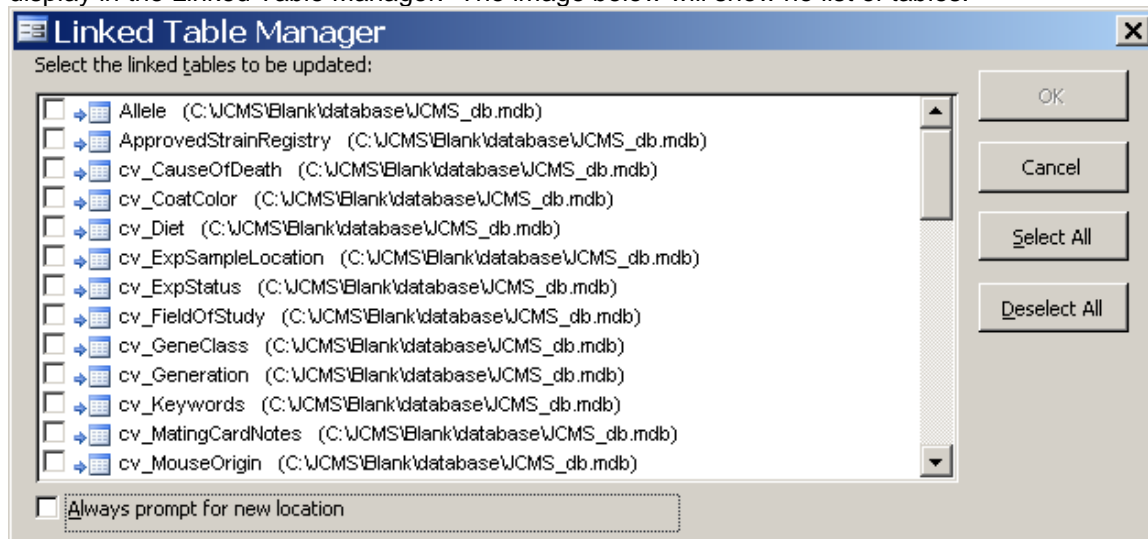 display in the Linked Table Manager. The image below will show no list of tables.
Linked Table Manager
Select the linked tables to be updated:
Allele (C:\JCMS\Blank\database\JCMS_db.mdb)
ApprovedStrainRegistry (C:\JCMS\Blank\database\JCMS_db.mdb)
cv_CauseOfDeath (C:\JCMS\Blank\database\JCMS_db.mdb)
cv_CoatColor (C:\JCMS\Blank\database\JCMS_db.mdb)
cv_Diet (C:\JCMS\Blank\database\JCMS_db.mdb)
cv_ExpSampleLocation (C:\JCMS\Blank\database\JCMS_db.mdb)
cv_ExpStatus (C:\JCMS\Blank\database\JCMS_db.mdb)
cv_FieldOfStudy (C:\JCMS\Blank\database\JCMS_db.mdb)
cv_GeneClass (C:\JCMS\Blank\database\JCMS_db.mdb)
cv_Generation (C:\JCMS\Blank\database\JCMS_db.mdb)
cv_Keywords (C:\JCMS\Blank\database\JCMS_db.mdb)
cv_MatingCardNotes (C:\JCMS\Blank\database\JCMS_db.mdb)
cv_MouseOrigin (C:\JCMS\Blank\database\JCMS_db.mdb)
Always prompt for new location
OK
Cancel
Select All
Deselect All